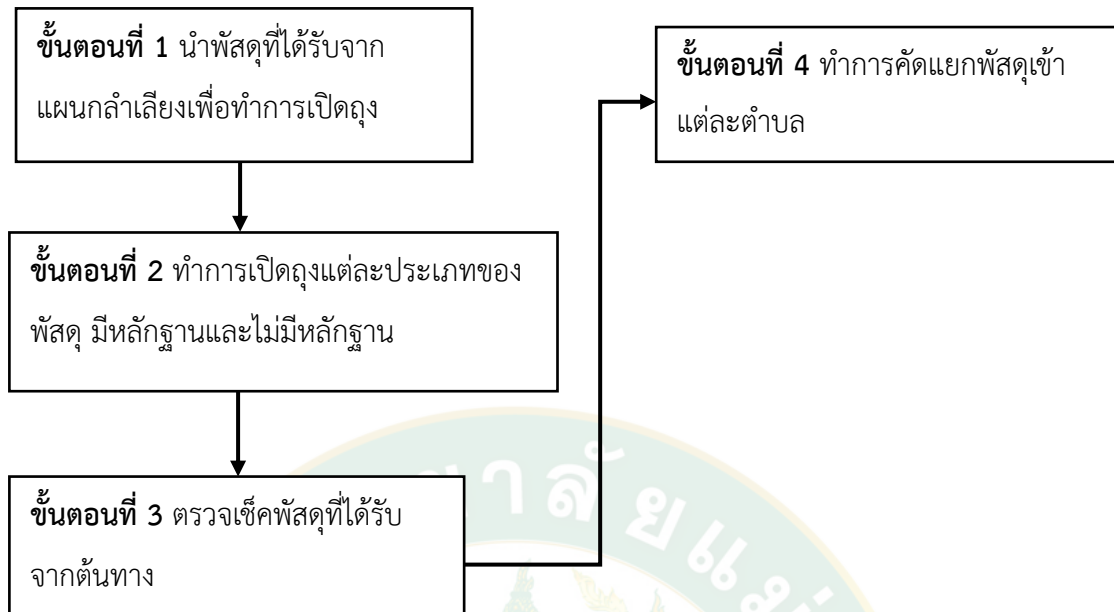 ขั้นตอนที่ 1 นำพัสดุที่ได้รับจาก
แผนกลำเลียงเพื่อทำการเปิดถุง
ขั้นตอนที่ 2 ทำการเปิดถุงแต่ละประเภทของ
พัสดุ มีหลักฐานและไม่มีหลักฐาน
ขั้นตอนที่ 3 ตรวจเช็คพัสดุที่ได้รับ
จากต้นทาง
ขั้นตอนที่ 4 ทำการคัดแยกพัสดุเข้า
แต่ละตำบล